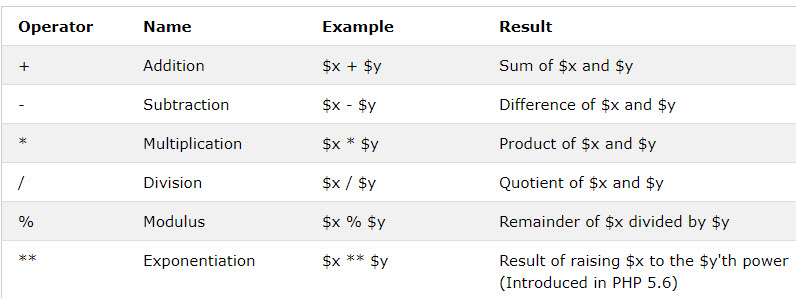 Operator Name Example Result
+ Addition $x + $y Sum of $x and $y
- Subtraction $x - $y Difference of $x and $y
* Multiplication $x * $y Product of $x and $y
/ Division $x / $y Quotient of $x and $y
% Modulus $x % $y Remainder of $x divided by $y
** Exponentiation $x ** $y Result of raising $x to the $y'th power
(Introduced in PHP 5.6)